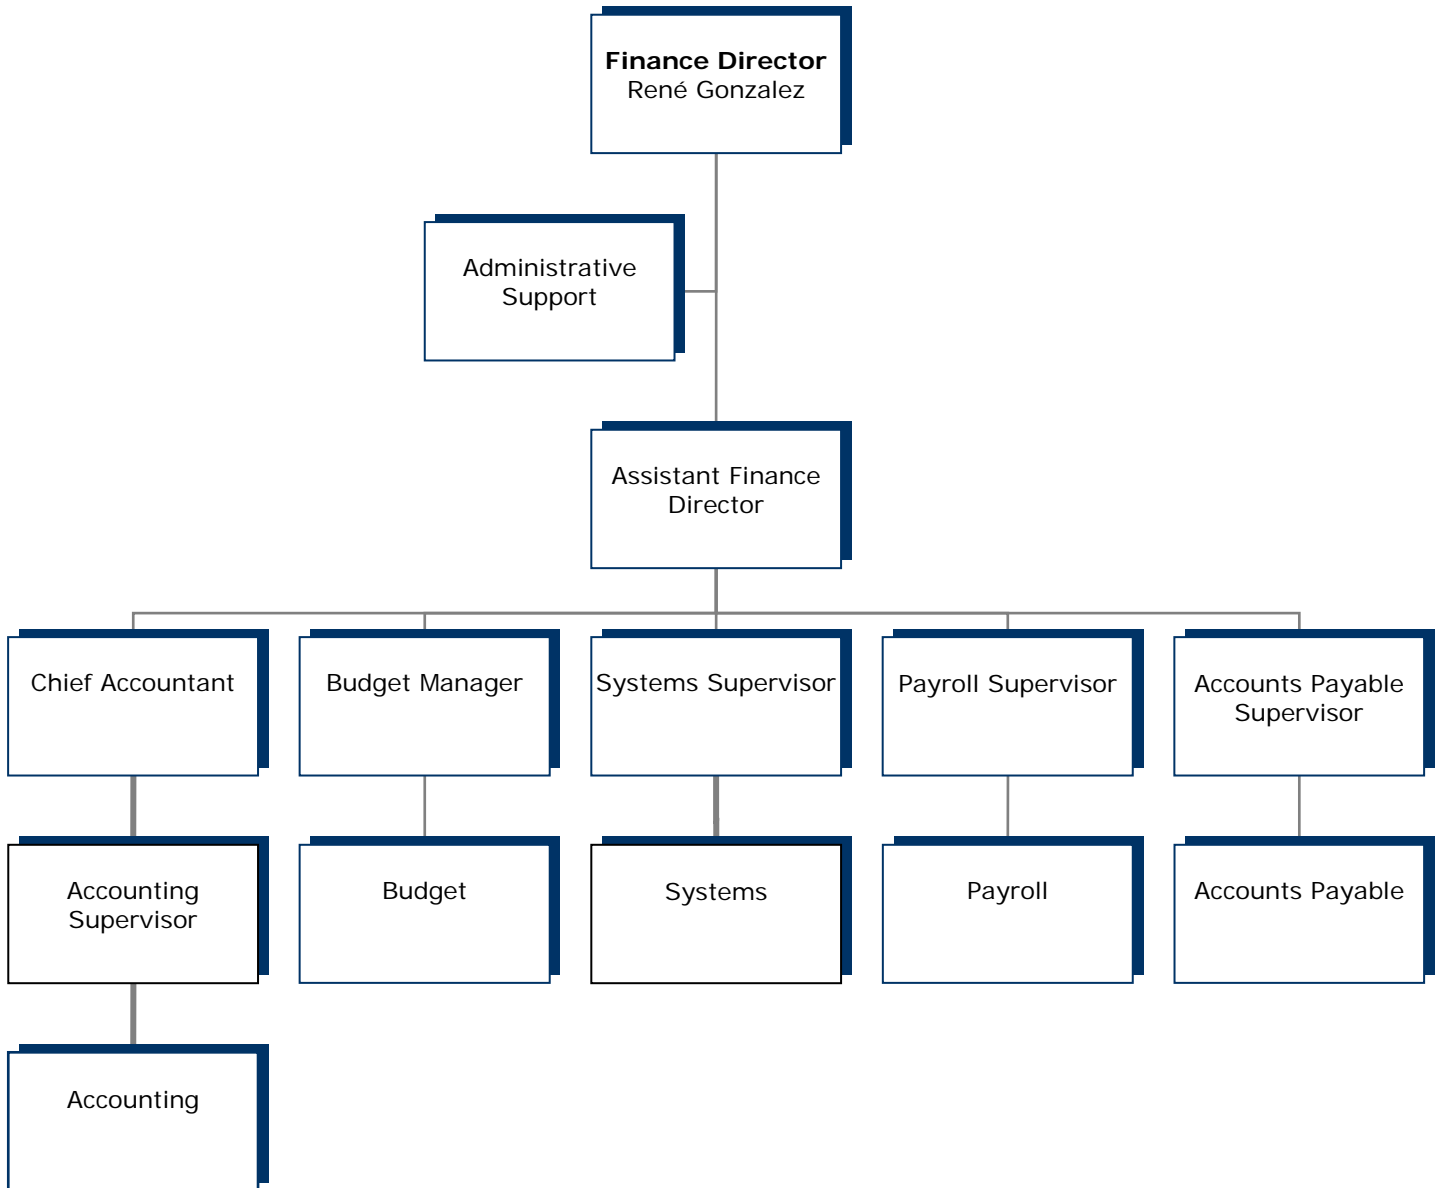 Finance Director
René Gonzalez
Administrative
Support
Assistant Finance
Director
Chief Accountant
Budget Manager
Systems Supervisor
Payroll Supervisor
Accounts Payable
Supervisor
Accounting
Supervisor
Budget
Systems
Payroll
Accounts Payable
Accounting